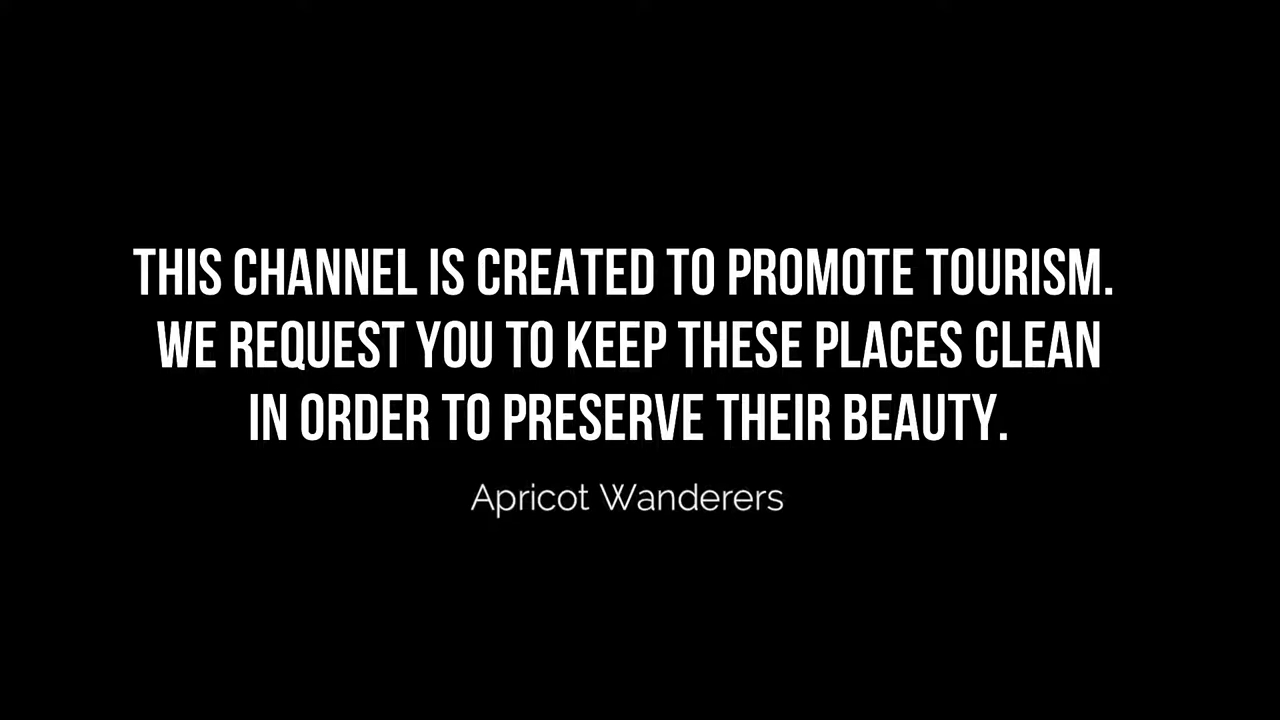 THIS CHANNEL IS CREATED TO PROMOTE TOURISM.
WE REQUEST YOU TO KEEP THESE PLACES CLEAN
IN ORDER TO PRESERVE THEIR BEAUTY.
Apricot Wanderers